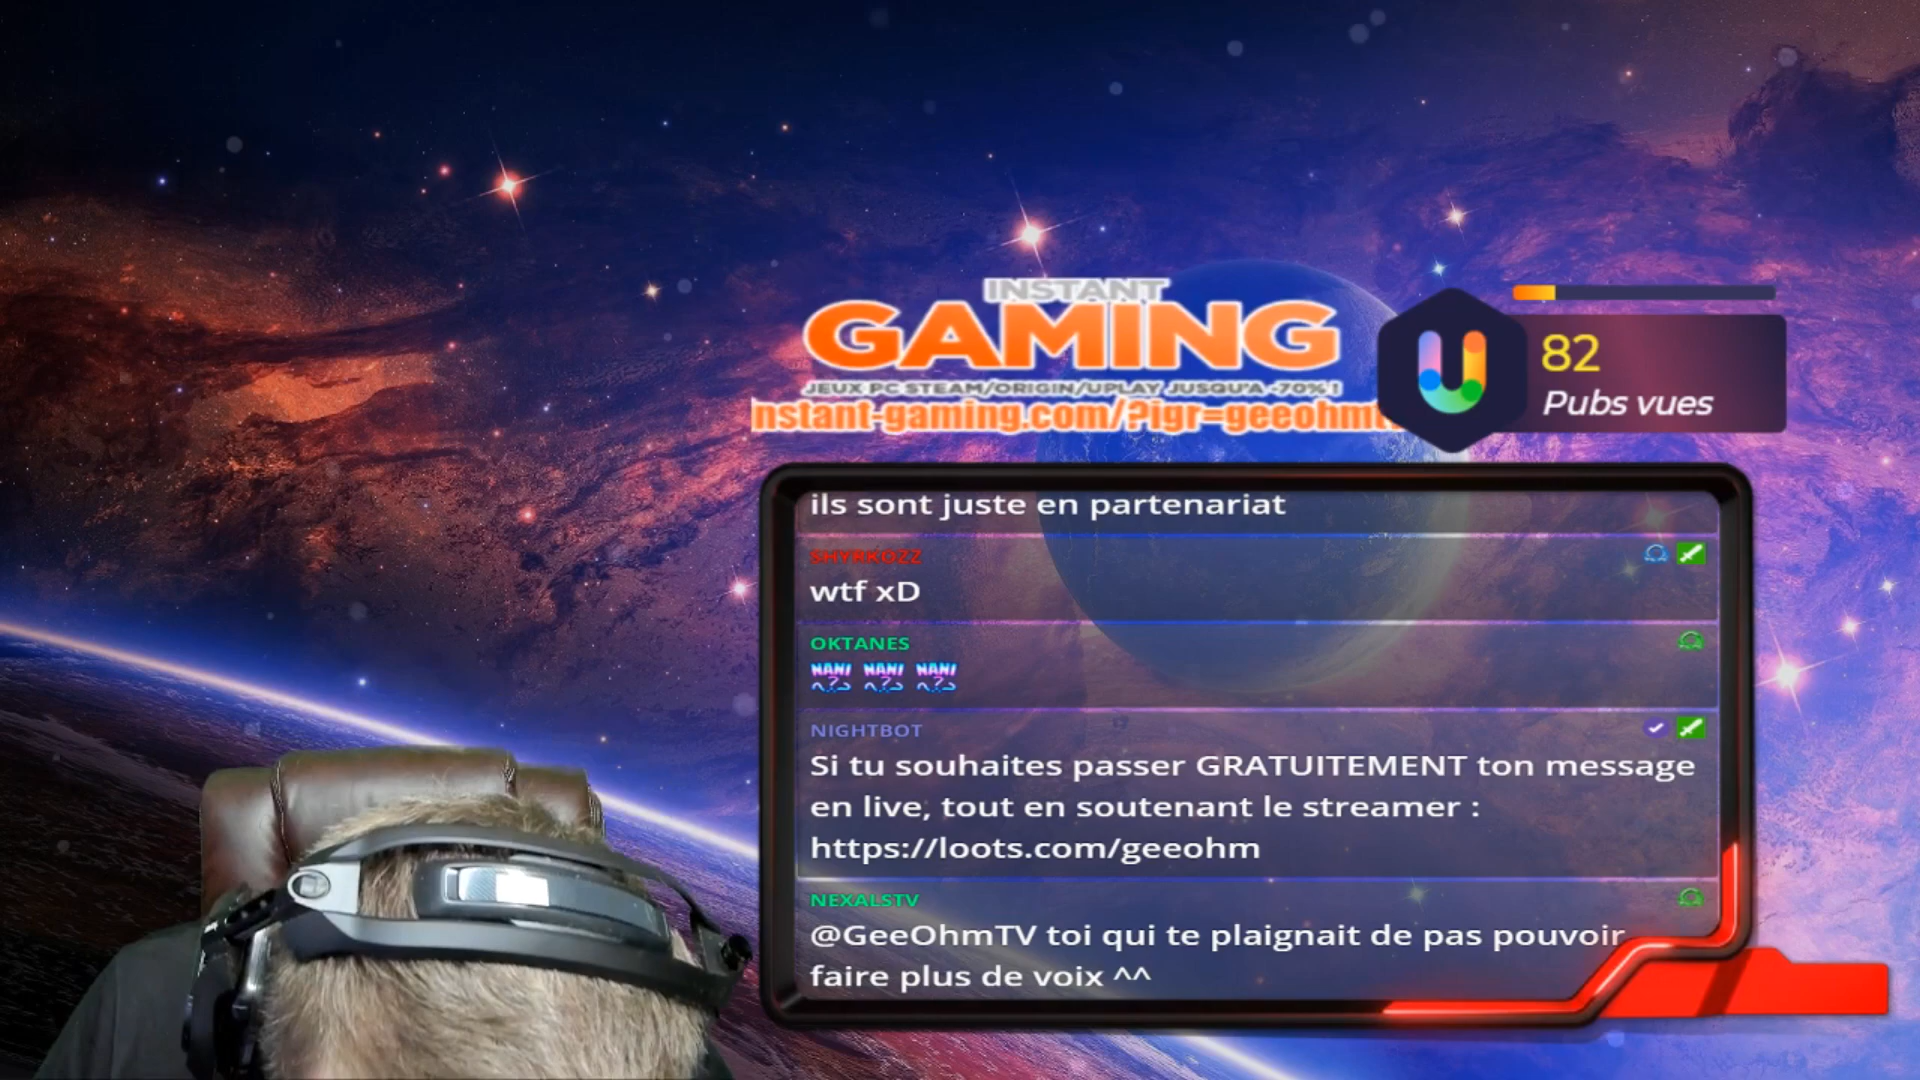 INSTANT
GAMING
JEUX PC STEAM/ORIGIN/UPLAY JUSQU'A -70% !
nstant-gaming.com/?igr=geeohmt
82
Pubs vues
ils sont juste en partenariat
SHYRKOZZ
wtf xD
OKTANES
NANI ? NANI ? NANI ?
NIGHTBOT
Si tu souhaites passer GRATUITEMENT ton message
en live, tout en soutenant le streamer :
https://loots.com/geeohm
NEXALSTV
@GeeOhmTV toi qui te plaignait de pas pouvoir
faire plus de voix ^^